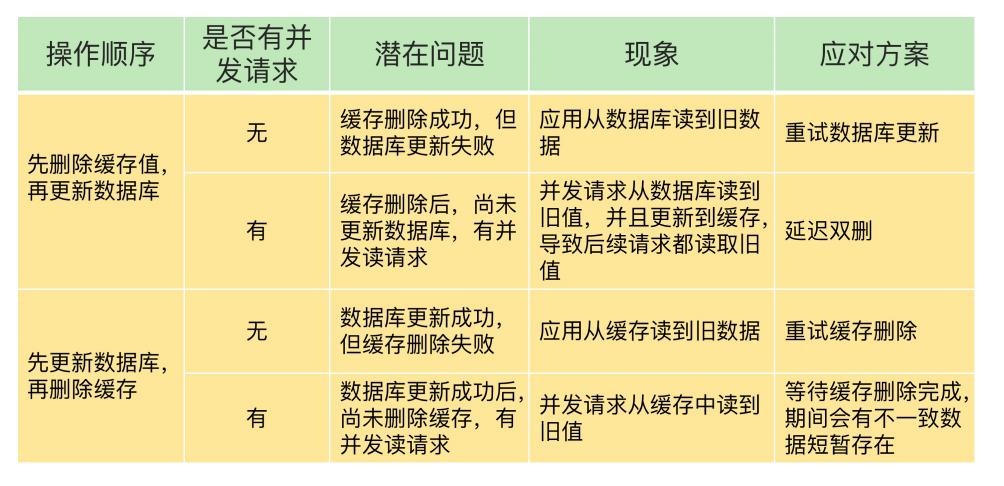 操作顺序
是否有并
发请求
潜在问题
现象
应对方案
先删除缓存值，
再更新数据库
无
缓存删除成功，但
数据库更新失败
应用从数据库读到旧数
据
重试数据库更新
有
缓存删除后，尚未
更新数据库，有并
发读请求
并发请求从数据库读到
旧值，并且更新到缓存，
导致后续请求都读取旧
值
延迟双删
先更新数据库，
再删除缓存
无
数据库更新成功，
但缓存删除失败
应用从缓存读到旧数据
重试缓存删除
有
数据库更新成功后，
尚未删除缓存，有
并发读请求
并发请求从缓存中读到
旧值
等待缓存删除完成，
期间会有不一致数
据短暂存在